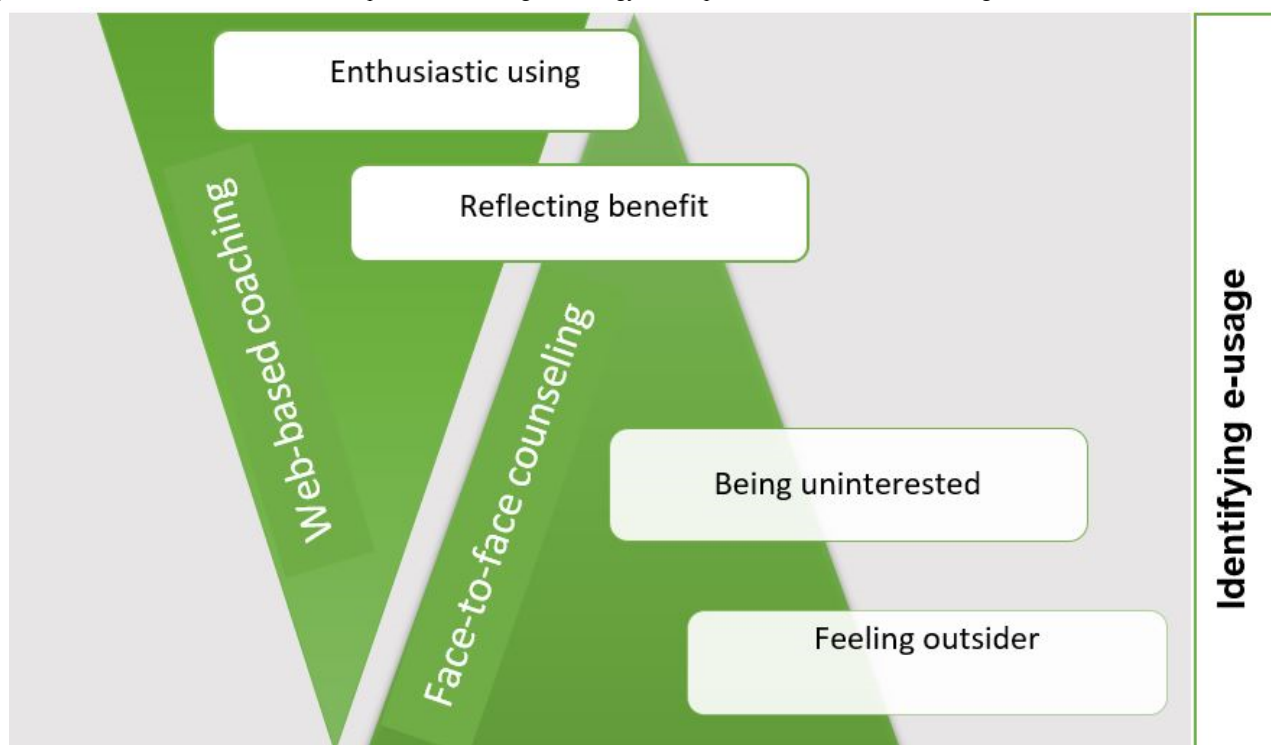 Enthusiastic using
Reflecting benefit
Web-based coaching
Face-to-face counseling
Being uninterested
Feeling outsider
Identifying e-usage